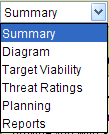 Summary
Summary
Diagram
Target Viability
Threat Ratings
Planning
Reports